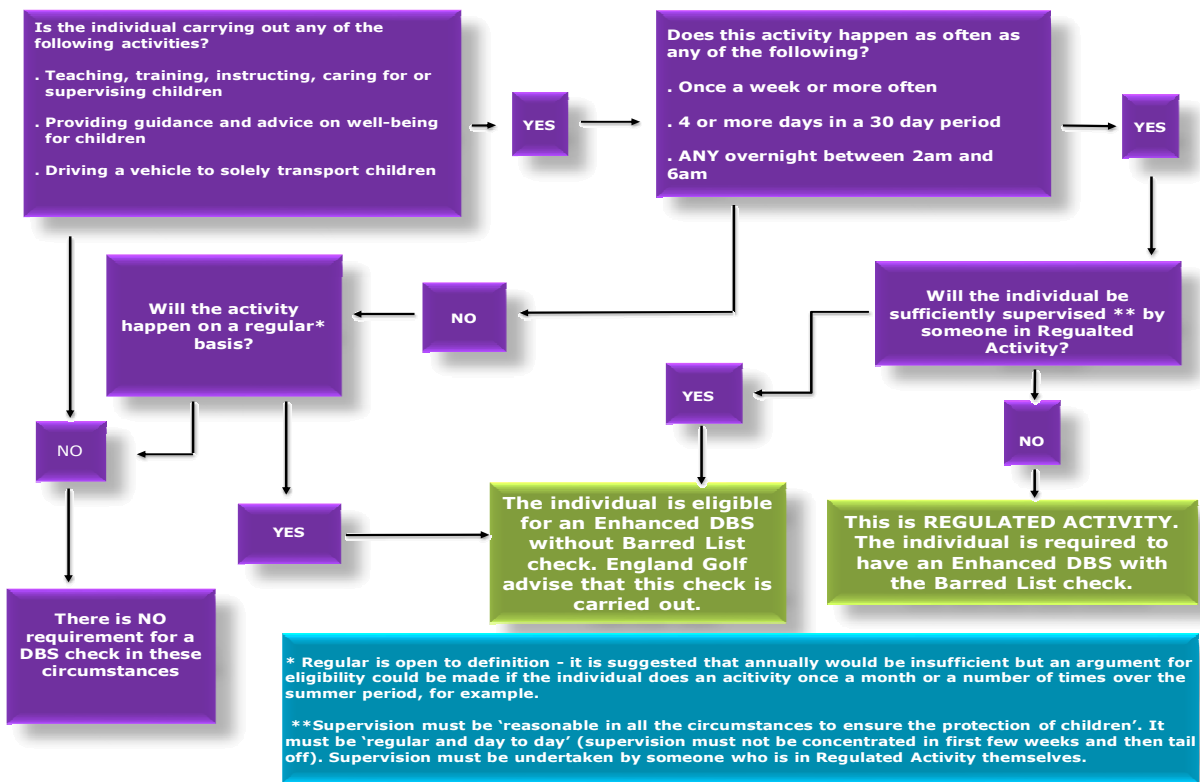 Is the individual carrying out any of the
following activities?
. Teaching, training, instructing, caring for or
supervising children
. Providing guidance and advice on well-being
for children
. Driving a vehicle to solely transport children
YES
Does this activity happen as often as
any of the following?
. Once a week or more often
. 4 or more days in a 30 day period
. ANY overnight between 2am and
6am
YES
Will the activity
happen on a regular*
basis?
NO
Will the individual be
sufficiently supervised ** by
someone in Regualted
Activity?
YES
NO
NO
YES
The individual is eligible
for an Enhanced DBS
without Barred List
check. England Golf
advise that this check is
carried out.
This is REGULATED ACTIVITY.
The individual is required to
have an Enhanced DBS with
the Barred List check.
There is NO
requirement for a
DBS check in these
circumstances
* Regular is open to definition – it is suggested that annually would be insufficient but an argument for
eligibility could be made if the individual does an acitivity once a month or a number of times over the
summer period, for example.
**Supervision must be ‘reasonable in all the circumstances to ensure the protection of children’. It
must be ‘regular and day to day’ (supervision must not be concentrated in first few weeks and then tail
off). Supervision must be undertaken by someone who is in Regulated Activity themselves.